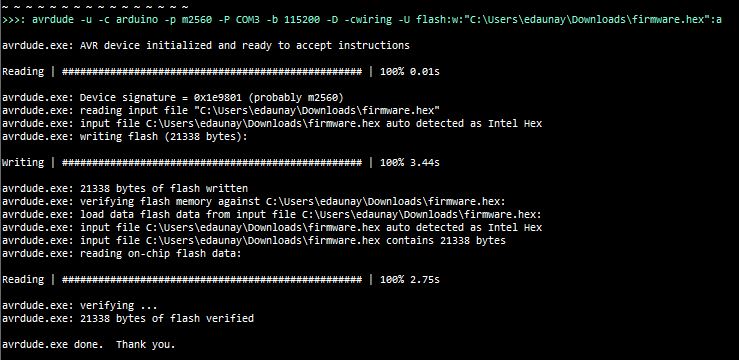 ~ ~ ~ ~ ~ ~ ~ ~ ~ ~ ~ ~ ~ ~ ~ ~
>>>: avrdude -u -c arduino -p m2560 -P COM3 -b 115200 -D -cwiring -U flash:w:"C:\Users\edaunay\Downloads\firmware.hex":a
avrdude.exe: AVR device initialized and ready to accept instructions
Reading | ################################################## | 100% 0.01s
avrdude.exe: Device signature = 0x1e9801 (probably m2560)
avrdude.exe: reading input file "C:\Users\edaunay\Downloads\firmware.hex"
avrdude.exe: input file C:\Users\edaunay\Downloads\firmware.hex auto detected as Intel Hex
avrdude.exe: writing flash (21338 bytes):
Writing | ################################################## | 100% 3.44s
avrdude.exe: 21338 bytes of flash written
avrdude.exe: verifying flash memory against C:\Users\edaunay\Downloads\firmware.hex:
avrdude.exe: load data flash data from input file C:\Users\edaunay\Downloads\firmware.hex:
avrdude.exe: input file C:\Users\edaunay\Downloads\firmware.hex auto detected as Intel Hex
avrdude.exe: input file C:\Users\edaunay\Downloads\firmware.hex contains 21338 bytes
avrdude.exe: reading on-chip flash data:
Reading | ################################################## | 100% 2.75s
avrdude.exe: verifying ...
avrdude.exe: 21338 bytes of flash verified
avrdude.exe done.  Thank you.